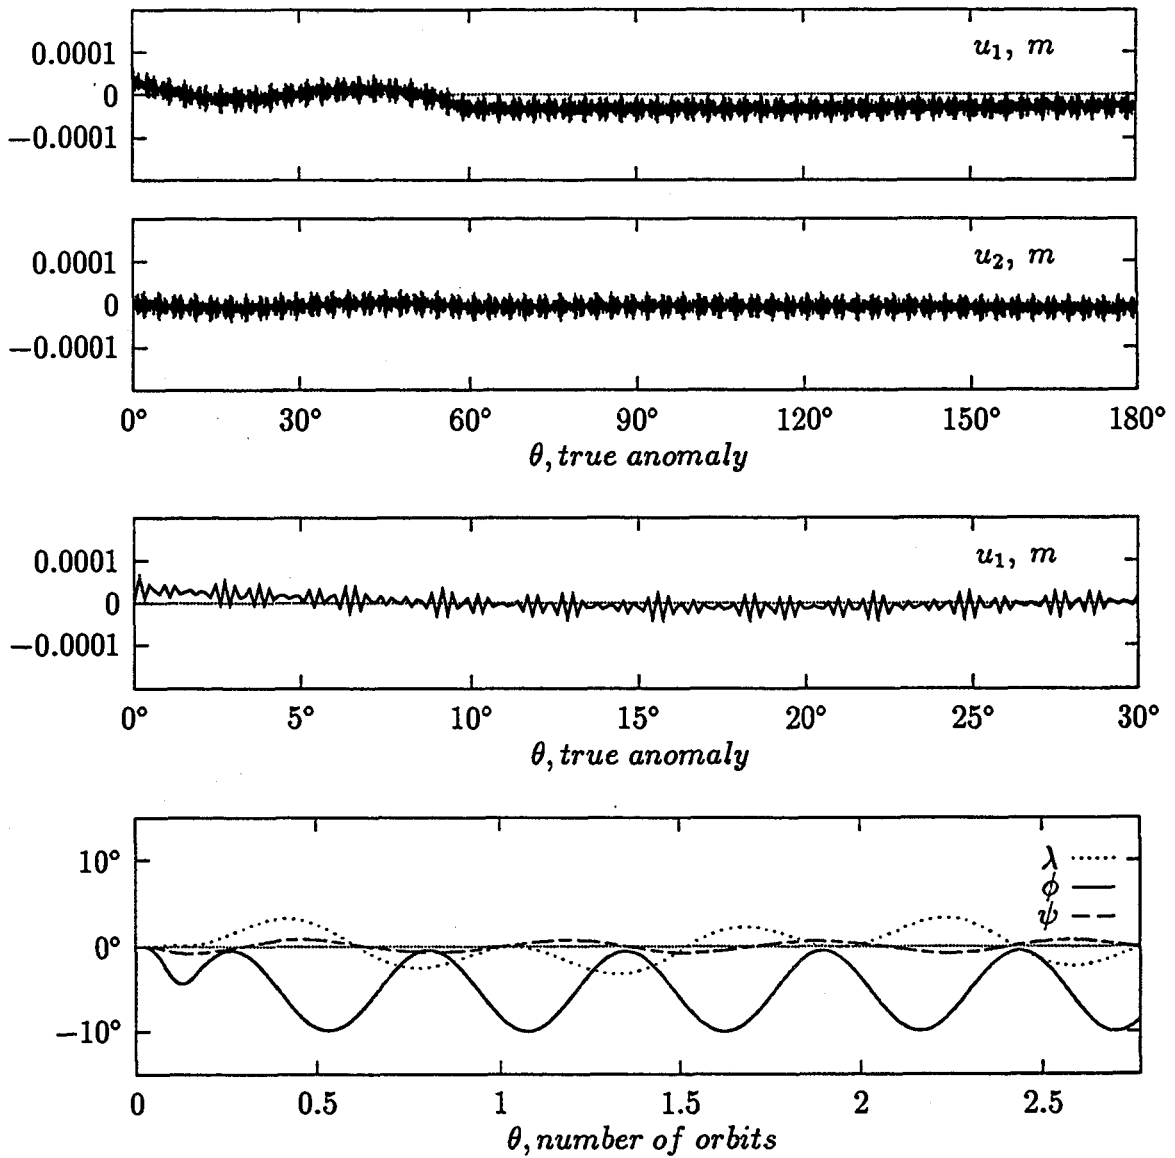 0.0001
0
−0.0001
u₁, m
0.0001
0
−0.0001
u₂, m
0° 30° 60° 90° 120° 150° 180°
θ, true anomaly
0.0001
0
−0.0001
u₁, m
0° 5° 10° 15° 20° 25° 30°
θ, true anomaly
10°
0°
−10°
λ
ϕ
ψ
0 0.5 1 1.5 2 2.5
θ, number of orbits